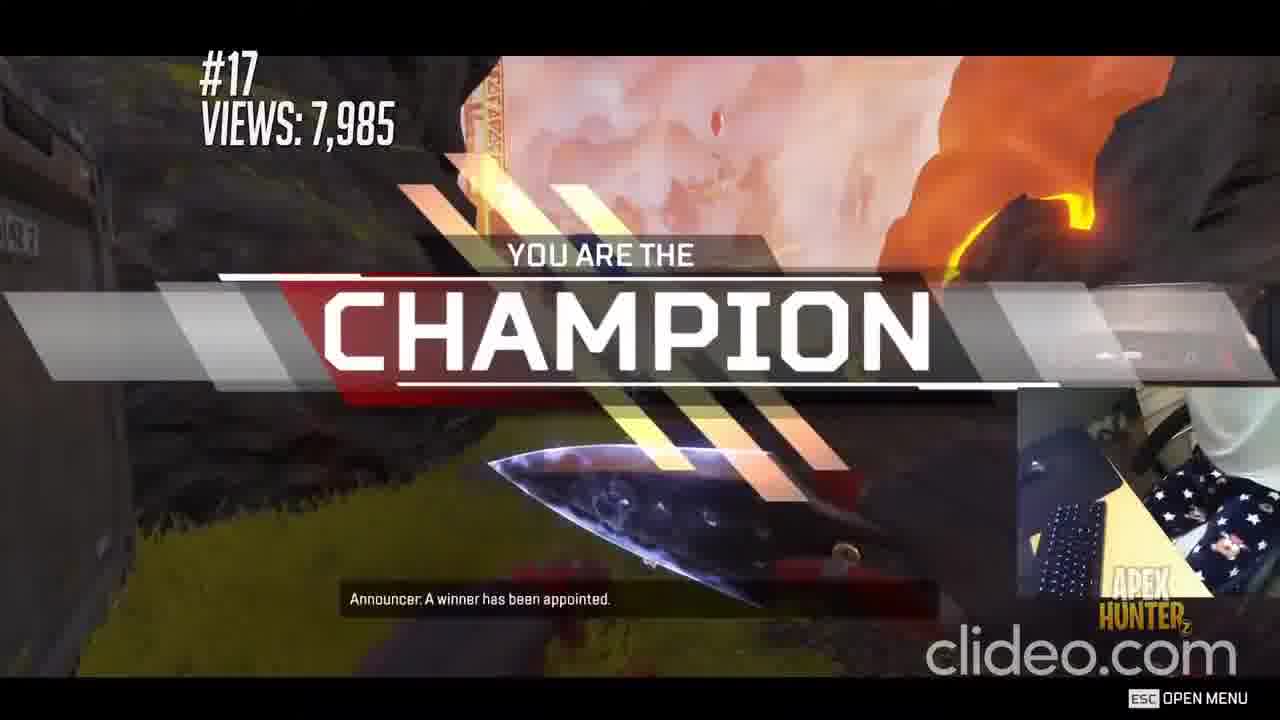 #17
VIEWS: 7,985
YOU ARE THE
CHAMPION
Announcer: A winner has been appointed.
APEX
HUNTERZ
clideo.com
ESC OPEN MENU